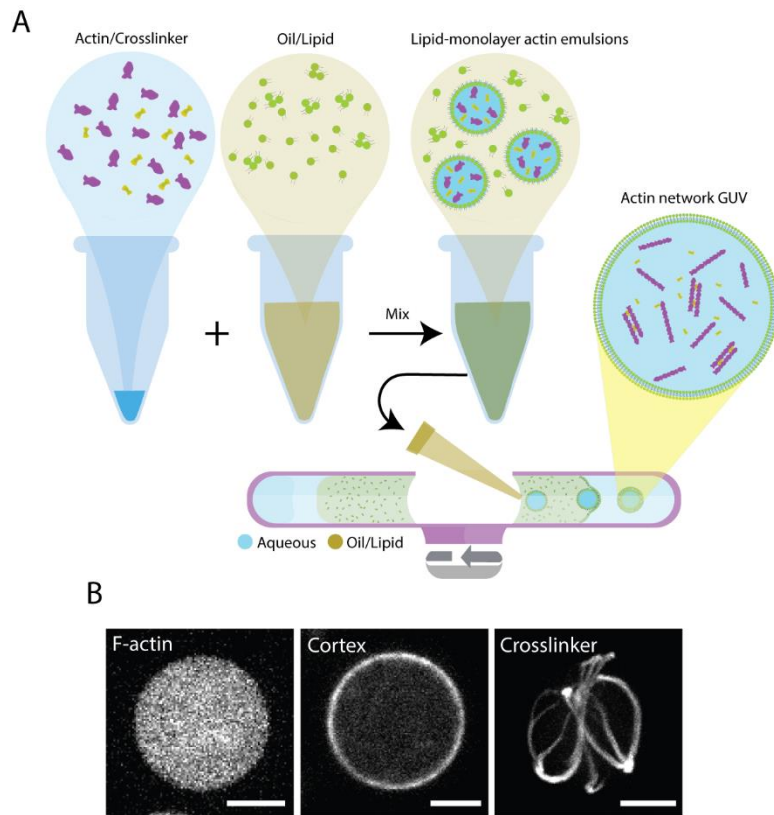 A
Actin/Crosslinker
Oil/Lipid
Lipid-monolayer actin emulsions
Actin network GUV
+
Mix
Aqueous
Oil/Lipid
B
F-actin
Cortex
Crosslinker